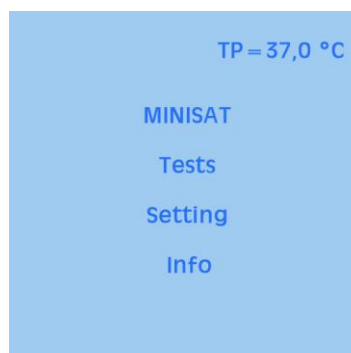 TP = 37,0 °C
MINISAT
Tests
Setting
Info